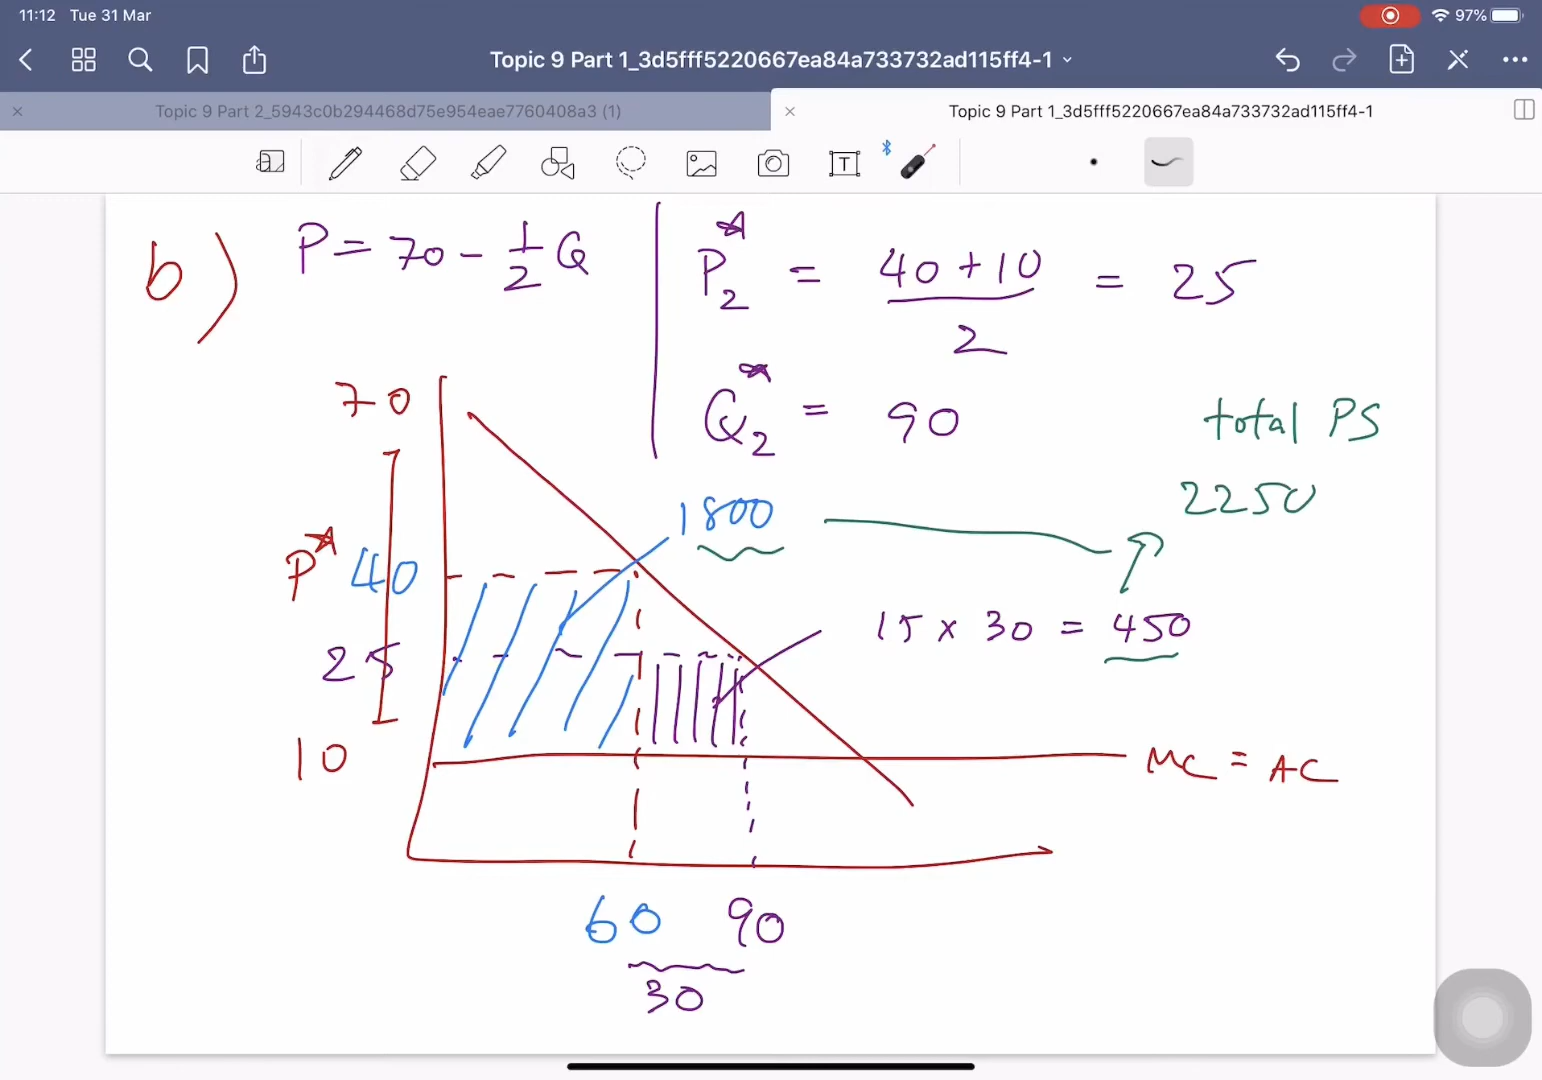 11:12 Tue 31 Mar
97%
Topic 9 Part 1_3d5fff5220667ea84a733732ad115ff4-1
Topic 9 Part 2_5943c0b294468d75e954eae7760408a3 (1)
Topic 9 Part 1_3d5fff5220667ea84a733732ad115ff4-1
T
b) P = 70 - 1/2 Q
P₂* = (40 + 10)/2 = 25
Q₂* = 90
total PS
2250
70
1800
P* 40
15 x 30 = 450
25
10
MC = AC
60 90
30